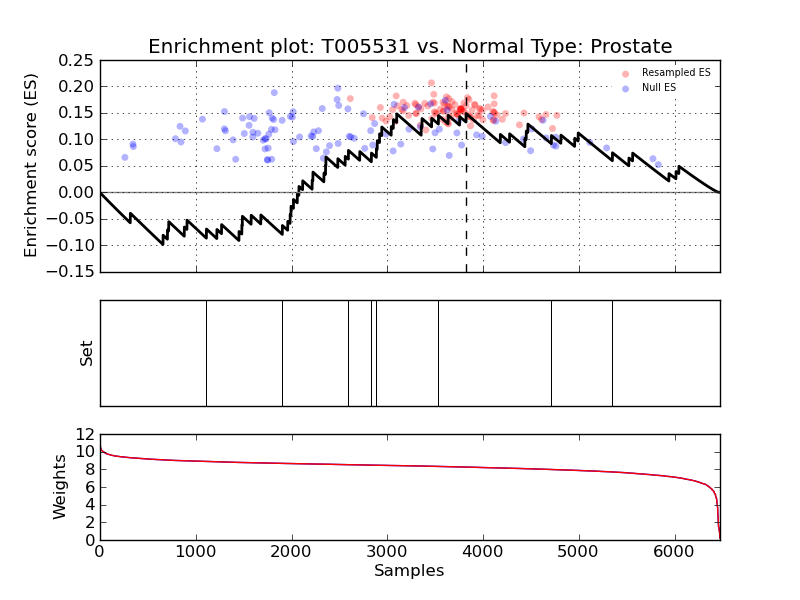 Enrichment plot: T005531 vs. Normal Type: Prostate
Enrichment score (ES)
0.25
0.20
0.15
0.10
0.05
0.00
−0.05
−0.10
−0.15
Resampled ES
Null ES
Set
Weights
12
10
8
6
4
2
0
0 1000 2000 3000 4000 5000 6000
Samples